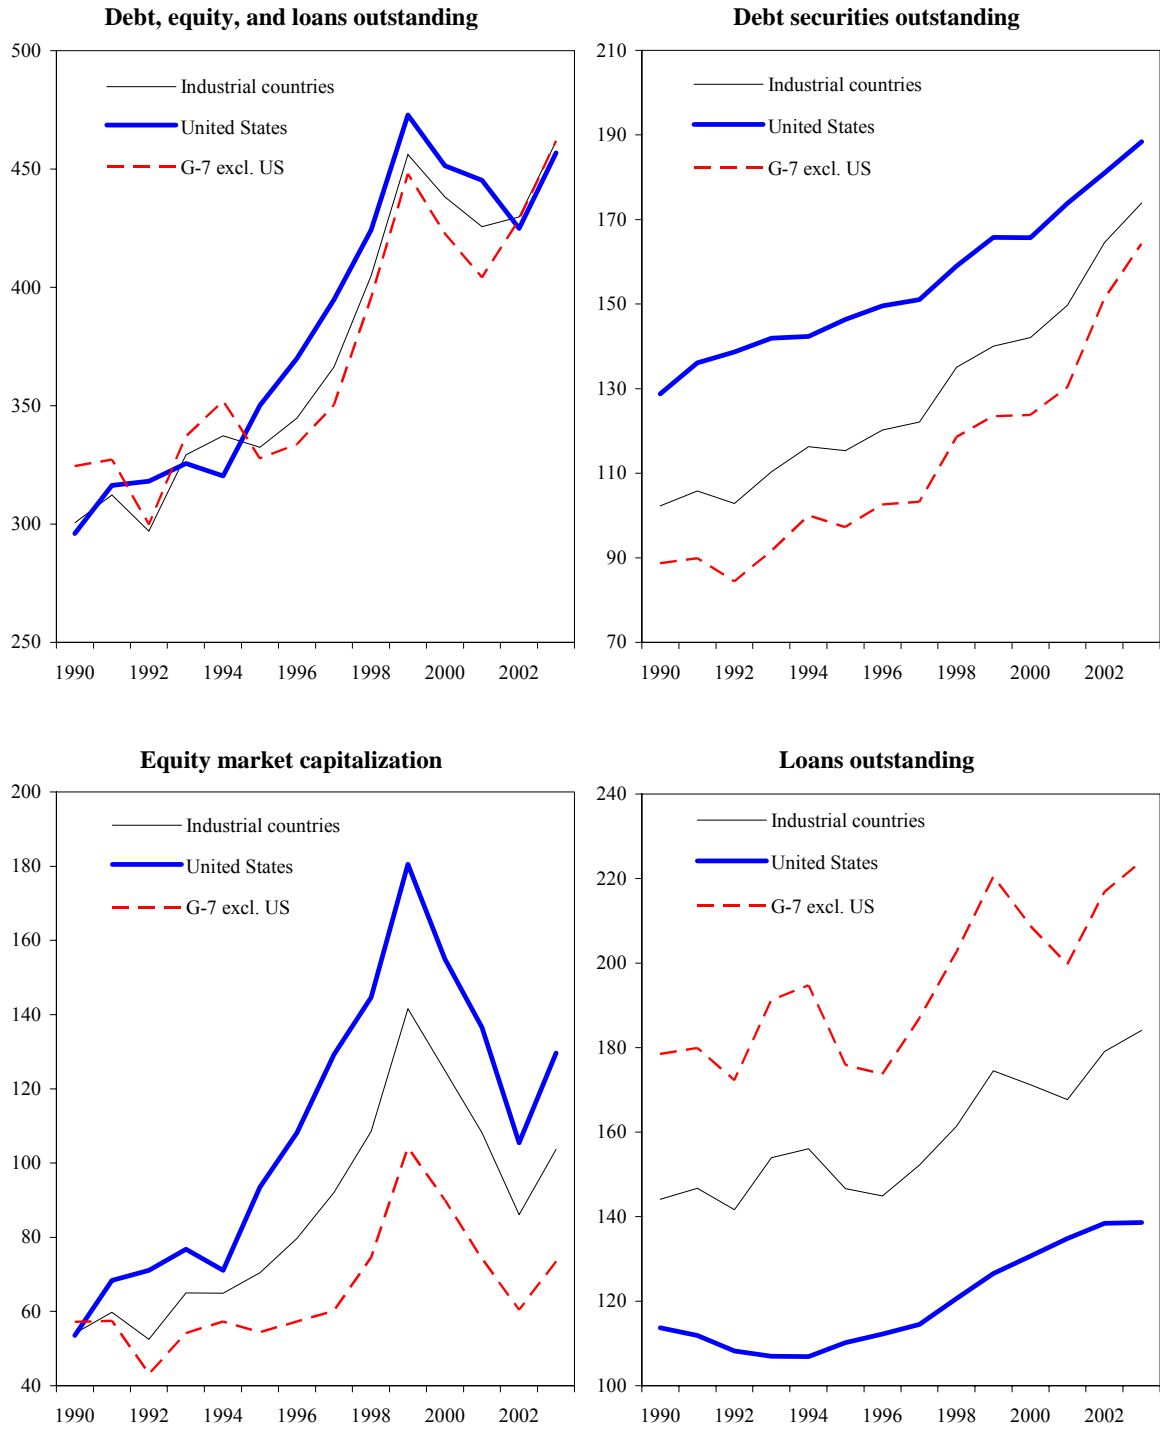 Debt, equity, and loans outstanding
500
450
400
350
300
250
Industrial countries
United States
G-7 excl. US
1990 1992 1994 1996 1998 2000 2002
Debt securities outstanding
210
190
170
150
130
110
90
70
Industrial countries
United States
G-7 excl. US
1990 1992 1994 1996 1998 2000 2002
Equity market capitalization
200
180
160
140
120
100
80
60
40
Industrial countries
United States
G-7 excl. US
1990 1992 1994 1996 1998 2000 2002
Loans outstanding
240
220
200
180
160
140
120
100
Industrial countries
United States
G-7 excl. US
1990 1992 1994 1996 1998 2000 2002